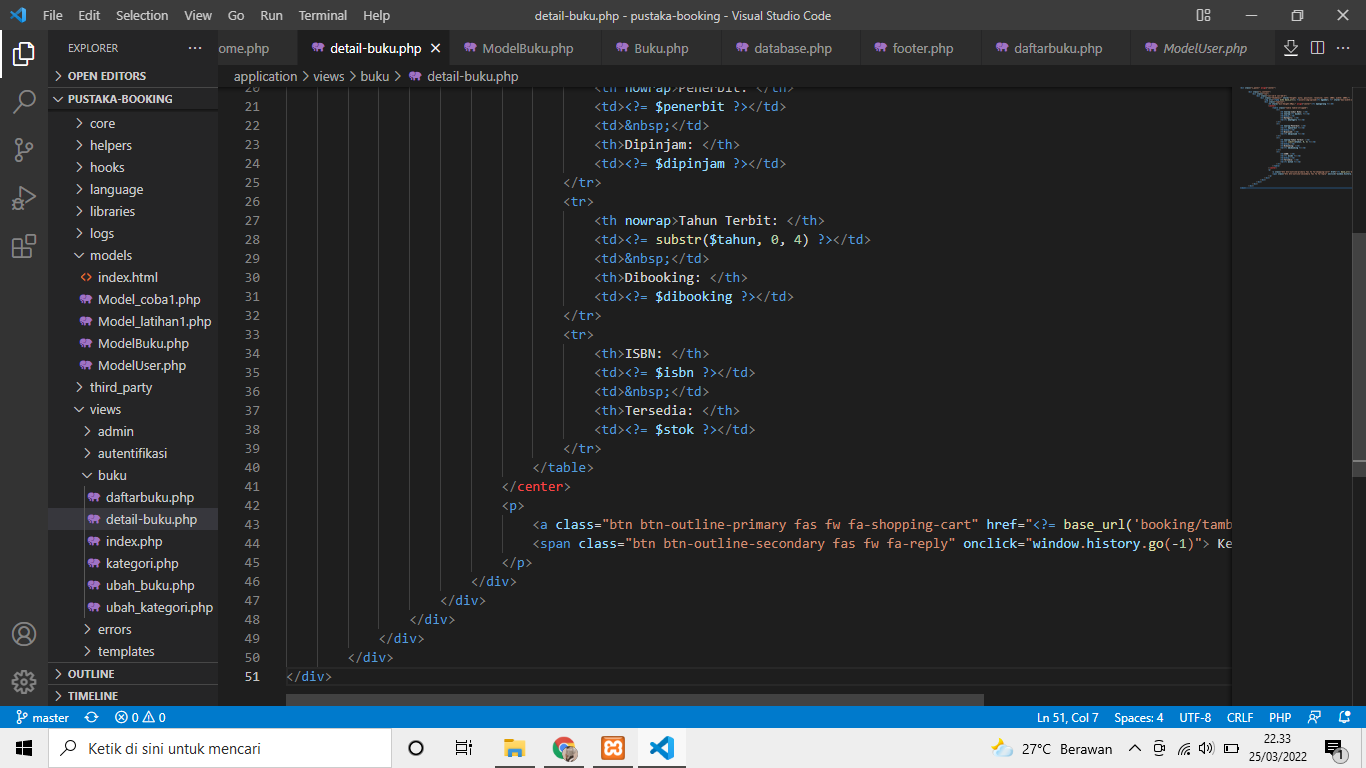 File Edit Selection View Go Run Terminal Help detail-buku.php - pustaka-booking - Visual Studio Code
EXPLORER ··· ome.php detail-buku.php ModelBuku.php Buku.php database.php footer.php daftarbuku.php ModelUser.php ···
OPEN EDITORS
application > views > buku > detail-buku.php
PUSTAKA-BOOKING
core
helpers
hooks
language
libraries
logs
models
index.html
Model_coba1.php
Model_latihan1.php
ModelBuku.php
ModelUser.php
third_party
views
admin
autentifikasi
buku
daftarbuku.php
detail-buku.php
index.php
kategori.php
ubah_buku.php
ubah_kategori.php
errors
templates
OUTLINE
TIMELINE
20 <th nowrap>Penerbit: </th>
21 <td><?= $penerbit ?></td>
22 <td>&nbsp;</td>
23 <th>Dipinjam: </th>
24 <td><?= $dipinjam ?></td>
25 </tr>
26 <tr>
27 <th nowrap>Tahun Terbit: </th>
28 <td><?= substr($tahun, 0, 4) ?></td>
29 <td>&nbsp;</td>
30 <th>Dibooking: </th>
31 <td><?= $dibooking ?></td>
32 </tr>
33 <tr>
34 <th>ISBN: </th>
35 <td><?= $isbn ?></td>
36 <td>&nbsp;</td>
37 <th>Tersedia: </th>
38 <td><?= $stok ?></td>
39 </tr>
40 </table>
41 </center>
42 <p>
43 <a class="btn btn-outline-primary fas fw fa-shopping-cart" href="<?= base_url('booking/tamb
44 <span class="btn btn-outline-secondary fas fw fa-reply" onclick="window.history.go(-1)"> Ke
45 </p>
46 </div>
47 </div>
48 </div>
49 </div>
50 </div>
51 </div>
master 0 0 Ln 51, Col 7 Spaces: 4 UTF-8 CRLF PHP
Ketik di sini untuk mencari 27°C Berawan 22.33
25/03/2022 1